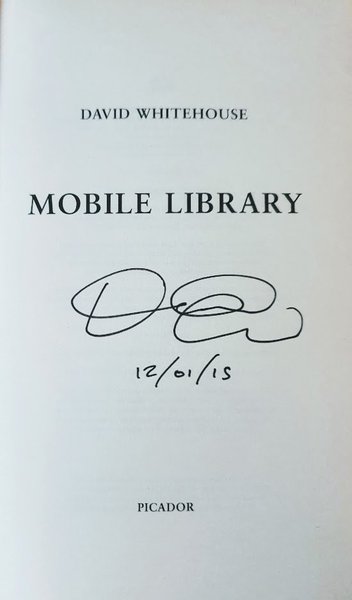 DAVID WHITEHOUSE
MOBILE LIBRARY
12/01/15
PICADOR